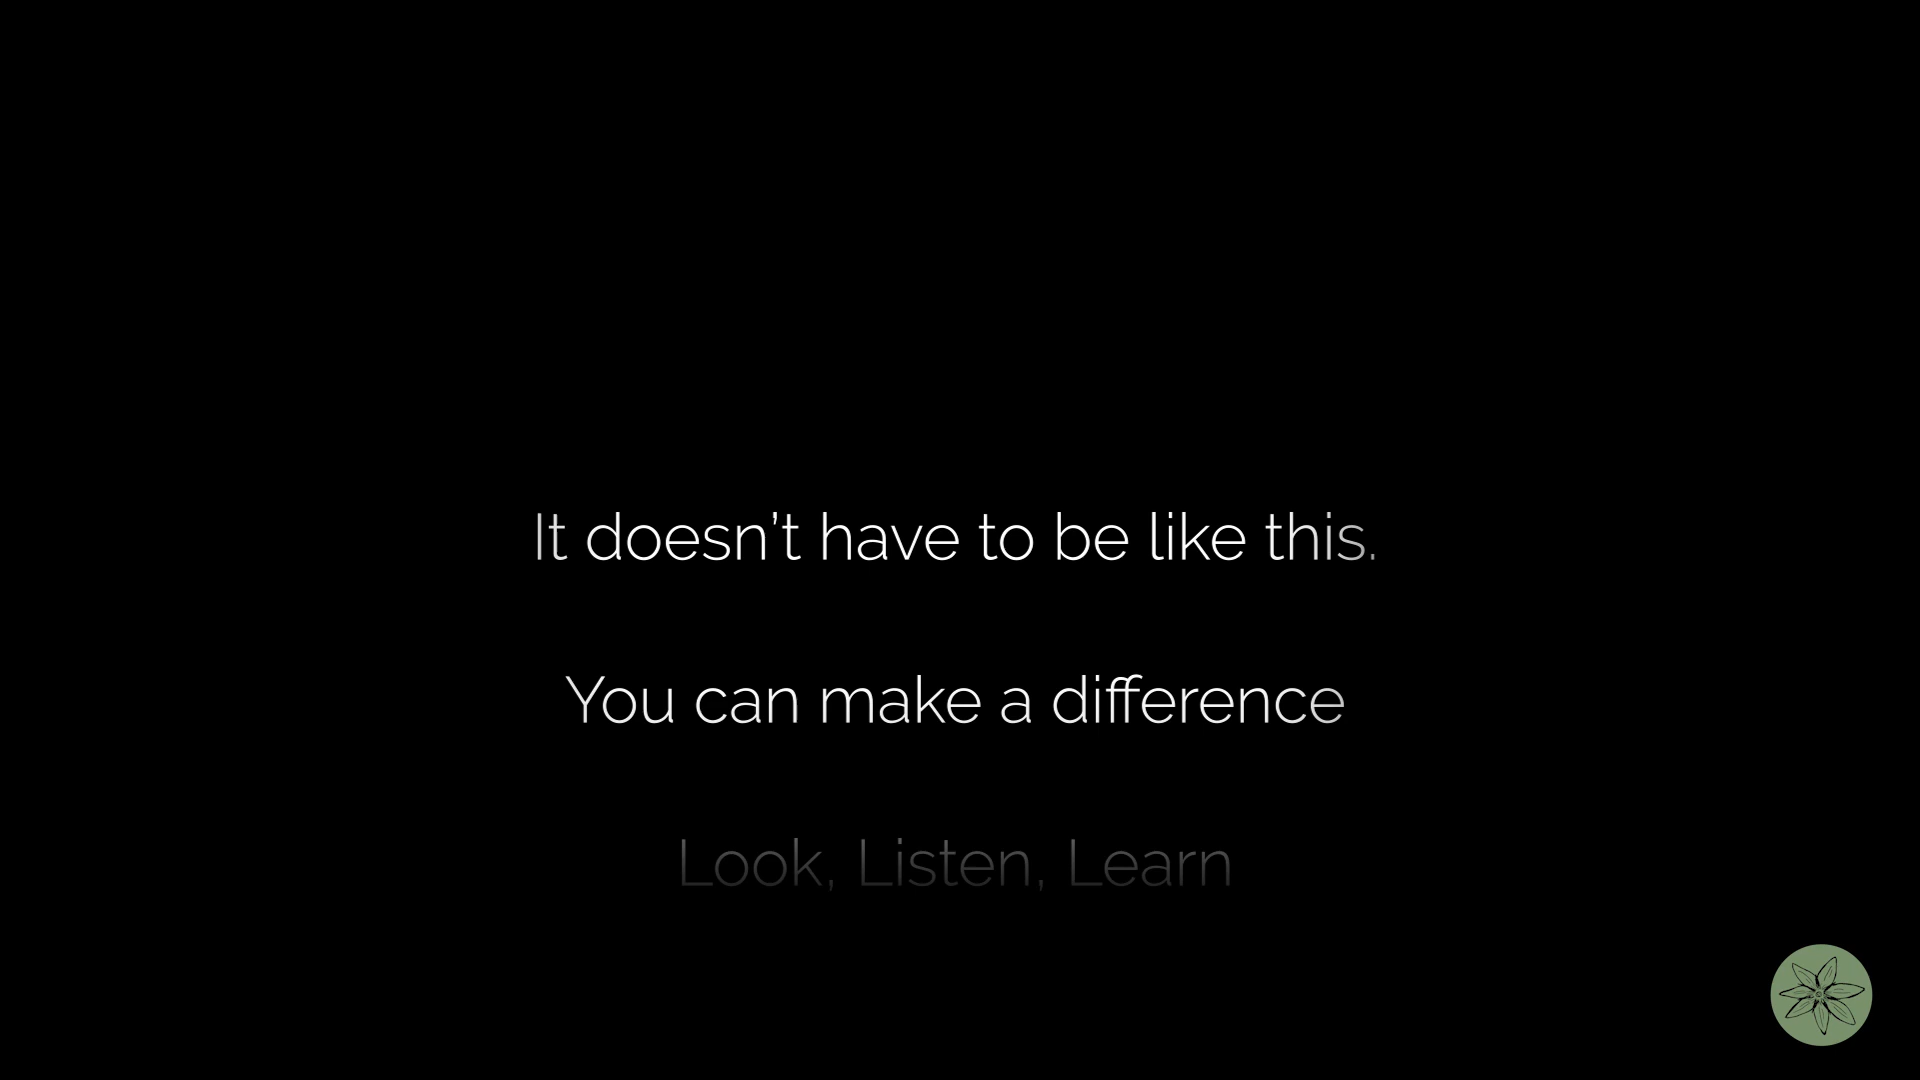 It doesn’t have to be like this.
You can make a difference
Look, Listen, Learn